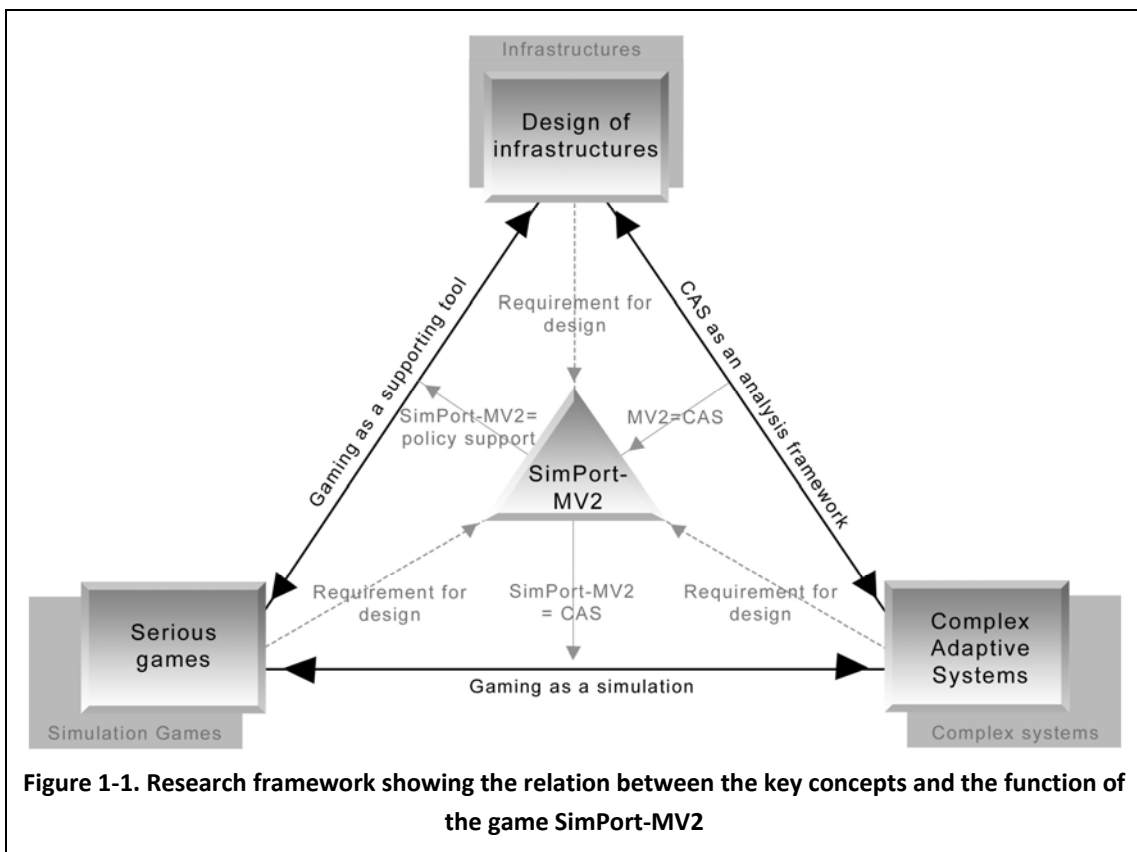 Infrastructures
Design of
infrastructures
Gaming as a supporting tool
CAS as an analysis framework
Requirement for
design
SimPort-MV2=
policy support
MV2=CAS
SimPort-
MV2
Requirement for
design
SimPort-MV2
= CAS
Requirement for
design
Serious
games
Complex
Adaptive
Systems
Gaming as a simulation
Simulation Games
Complex systems
Figure 1-1. Research framework showing the relation between the key concepts and the function of
the game SimPort-MV2